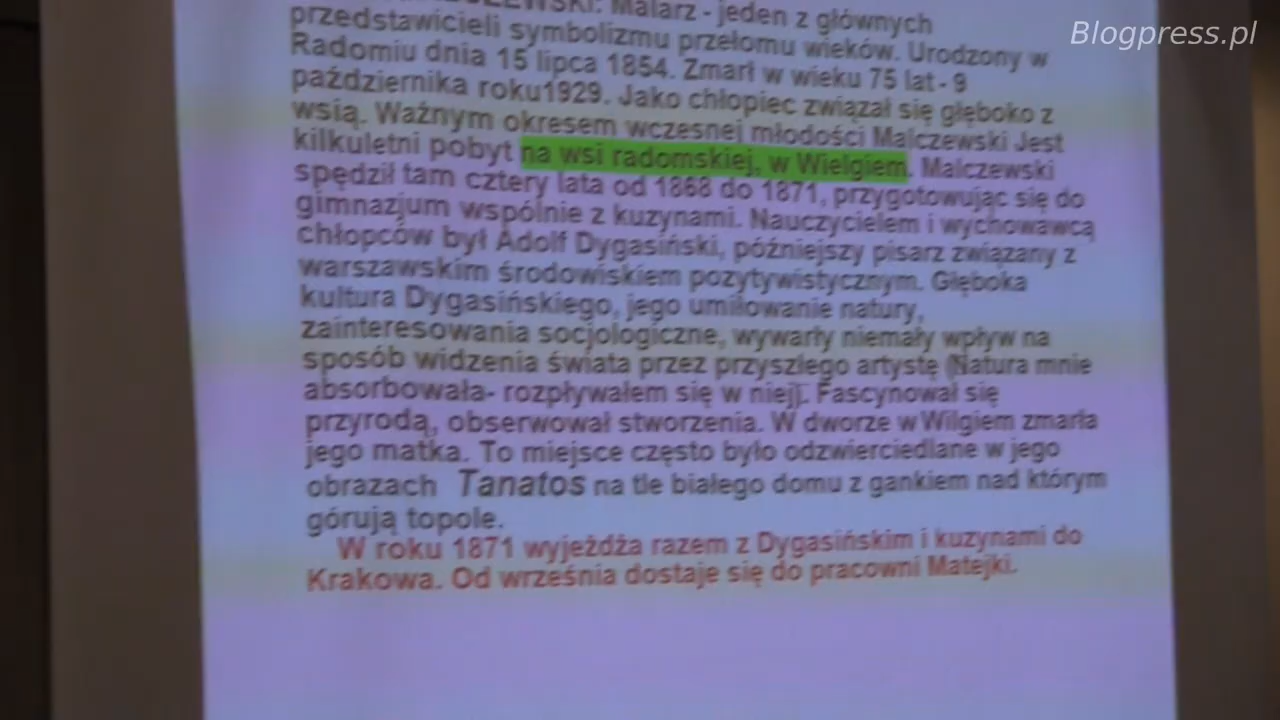 Malarz - jeden z głównych
Blogpress.pl
przedstawicieli symbolizmu przełomu wieków. Urodzony w
Radomiu dnia 15 lipca 1854. Zmarł w wieku 75 lat - 9
października roku1929. Jako chłopiec związał się głęboko z
wsią. Ważnym okresem wczesnej młodości Malczewski Jest
kilkuletni pobyt na wsi radomskiej, w Wielgiem. Malczewski
spędził tam cztery lata od 1868 do 1871, przygotowując się do
gimnazjum wspólnie z kuzynami. Nauczycielem i wychowawcą
chłopców był Adolf Dygasiński, późniejszy pisarz związany z
warszawskim środowiskiem pozytywistycznym. Głęboka
kultura Dygasińskiego, jego umiłowanie natury,
zainteresowania socjologiczne, wywarły niemały wpływ na
sposób widzenia świata przez przyszłego artystę (Natura mnie
absorbowała- rozpływałem się w niej). Fascynował się
przyrodą, obserwował stworzenia. W dworze w Wilgiem zmarła
jego matka. To miejsce często było odzwierciedlane w jego
obrazach Tanatos na tle białego domu z gankiem nad którym
górują topole.
W roku 1871 wyjeżdża razem z Dygasińskim i kuzynami do
Krakowa. Od września dostaje się do pracowni Matejki.